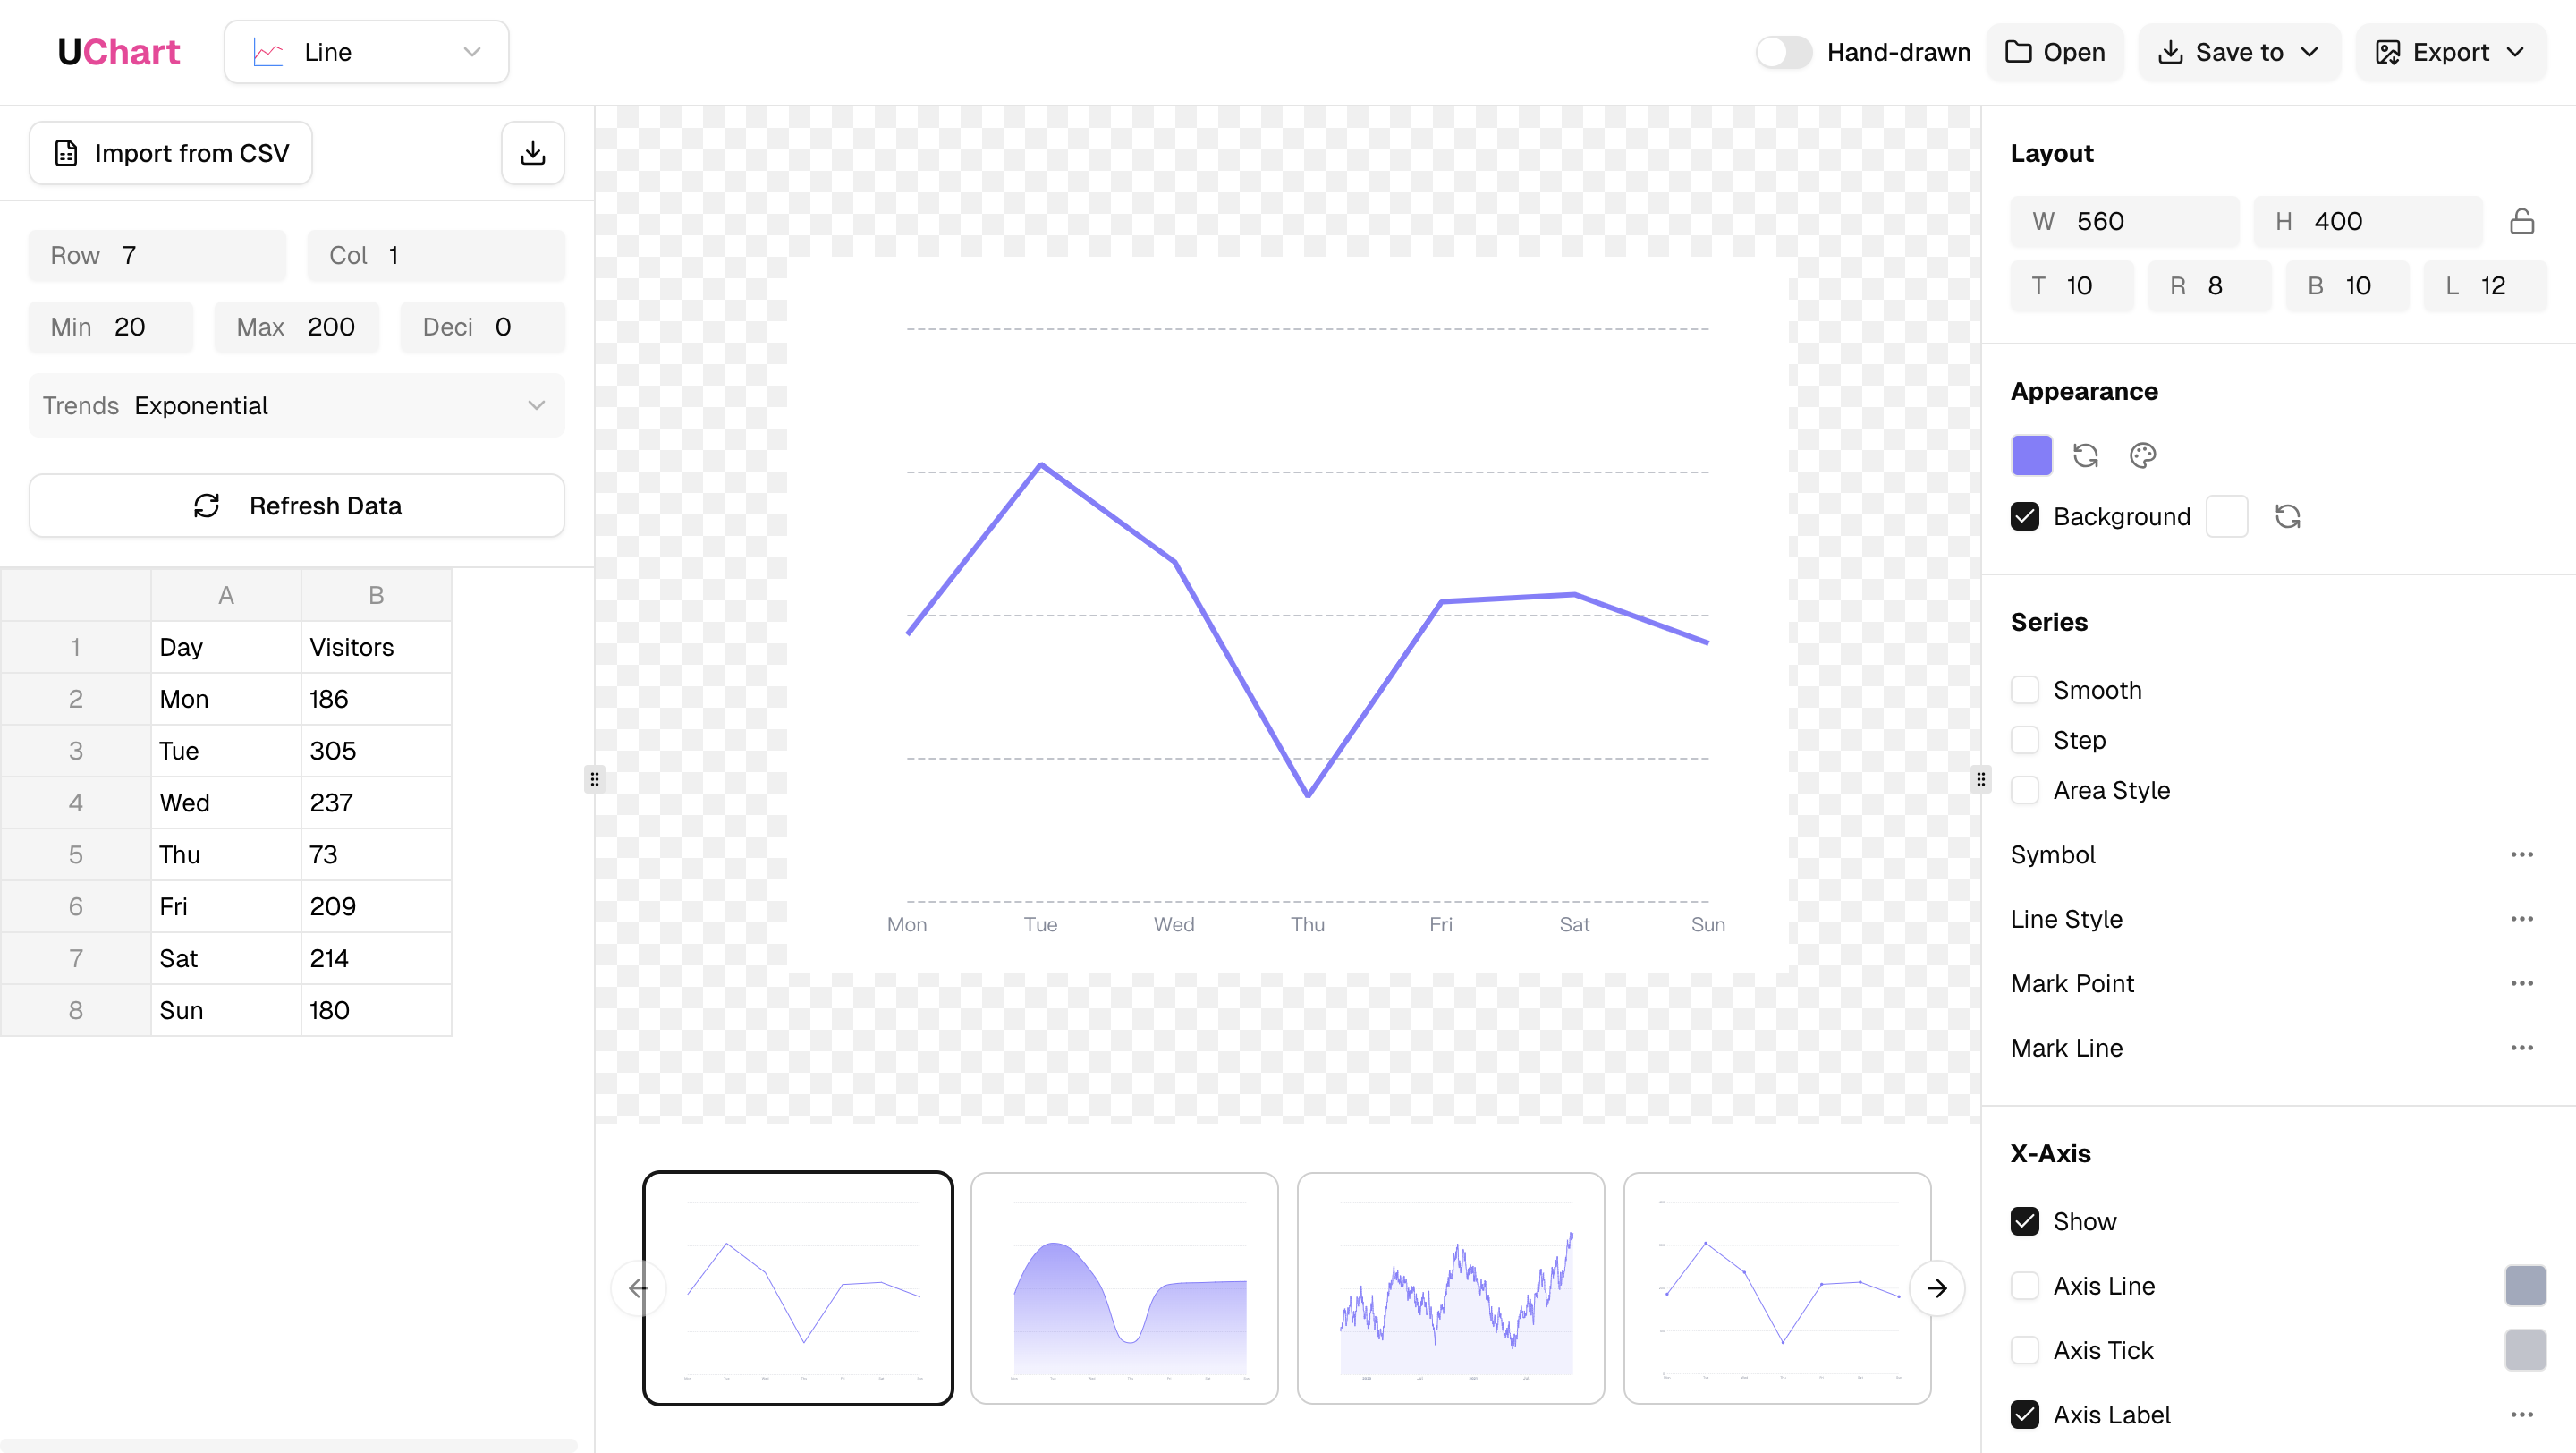 UChart
Line
Hand-drawn
Open
Save to
Export
Import from CSV
Row 7
Col 1
Min 20
Max 200
Deci 0
Trends Exponential
Refresh Data
A B
1 Day Visitors
2 Mon 186
3 Tue 305
4 Wed 237
5 Thu 73
6 Fri 209
7 Sat 214
8 Sun 180
Mon Tue Wed Thu Fri Sat Sun
Layout
W 560 H 400
T 10 R 8 B 10 L 12
Appearance
Background
Series
Smooth
Step
Area Style
Symbol
Line Style
Mark Point
Mark Line
X-Axis
Show
Axis Line
Axis Tick
Axis Label